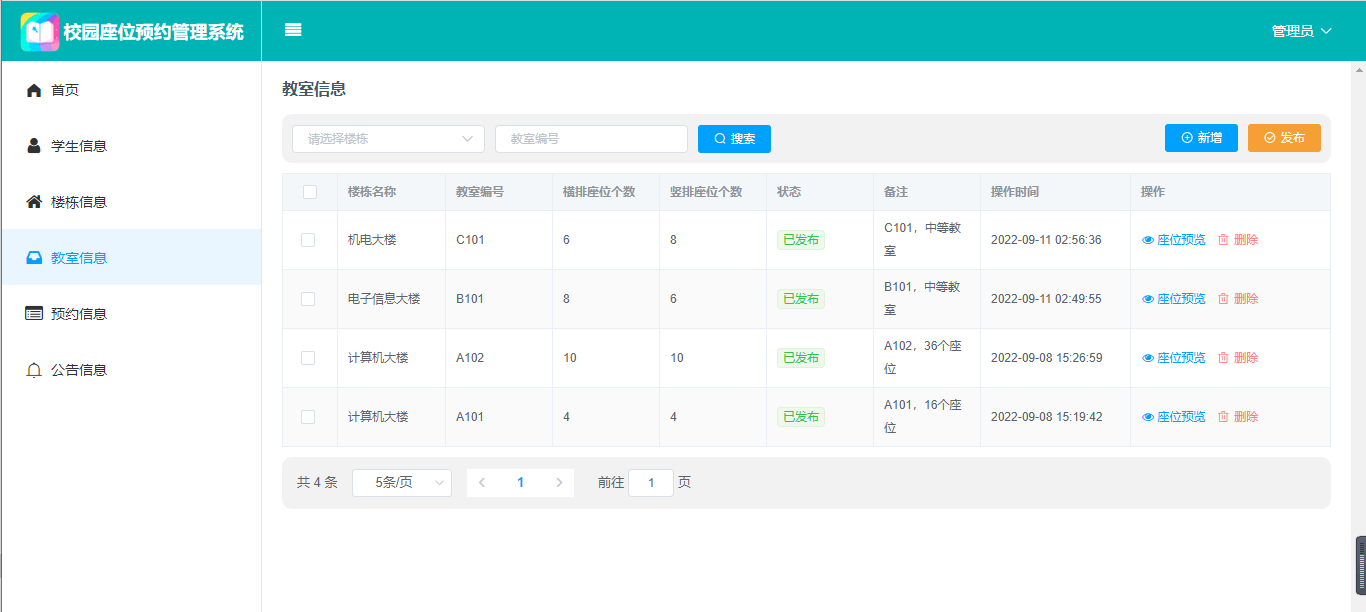 校园座位预约管理系统
管理员
首页
学生信息
楼栋信息
教室信息
预约信息
公告信息
教室信息
请选择楼栋 教室编号 搜索 新增 发布
楼栋名称 教室编号 横排座位个数 竖排座位个数 状态 备注 操作时间 操作
机电大楼 C101 6 8 已发布 C101，中等教
室 2022-09-11 02:56:36 座位预览 删除
电子信息大楼 B101 8 6 已发布 B101，中等教
室 2022-09-11 02:49:55 座位预览 删除
计算机大楼 A102 10 10 已发布 A102，36个座
位 2022-09-08 15:26:59 座位预览 删除
计算机大楼 A101 4 4 已发布 A101，16个座
位 2022-09-08 15:19:42 座位预览 删除
共 4 条 5条/页 1 前往 1 页